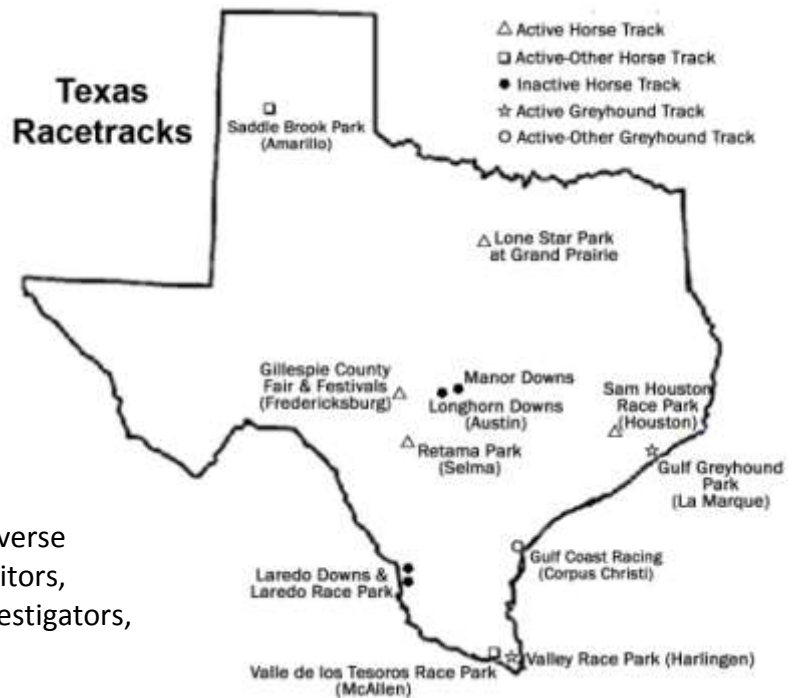 Texas
Racetracks
Active Horse Track
Active-Other Horse Track
Inactive Horse Track
Active Greyhound Track
Active-Other Greyhound Track
Saddle Brook Park
(Amarillo)
Lone Star Park
at Grand Prairie
Gillespie County
Fair & Festivals
(Fredericksburg)
Manor Downs
Longhorn Downs
(Austin)
Sam Houston
Race Park
(Houston)
Retama Park
(Selma)
Gulf Greyhound
Park
(La Marque)
verse
itors,
estigators,
Laredo Downs &
Laredo Race Park
Gulf Coast Racing
(Corpus Christi)
Valle de los Tesoros Race Park
(McAllen)
Valley Race Park (Harlingen)